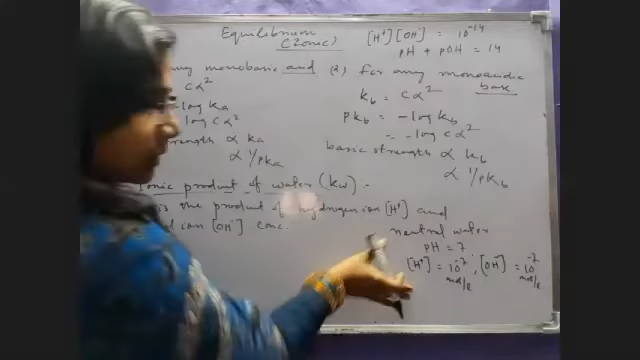 Equilibrium
(Ionic)
[H⁺][OH⁻] = 10⁻¹⁴
pH + pOH = 14
any monobasic and (2) for any monoacidic
base
Cα²
-log Ka
log Cα²
strength α Ka
α 1/pKa
Kb = Cα²
pKb = -log Kb
= -log Cα²
basic strength α Kb
α 1/pKb
Ionic product of water (Kw) -
is the product of hydrogen ion [H⁺] and
ion [OH⁻] conc.
neutral water
pH = 7
[H⁺] = 10⁻⁷ ; [OH⁻] = 10⁻⁷
mol/l mol/l